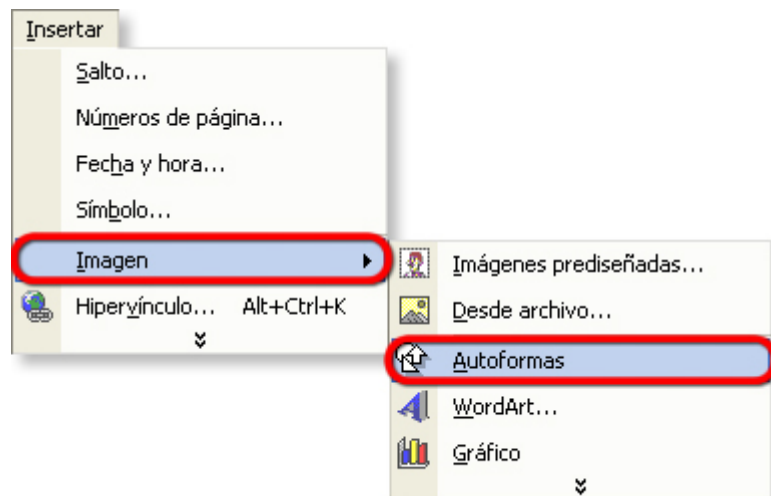 Insertar
Salto...
Números de página...
Fecha y hora...
Símbolo...
Imagen
Hipervínculo... Alt+Ctrl+K
Imágenes prediseñadas...
Desde archivo...
Autoformas
WordArt...
Gráfico